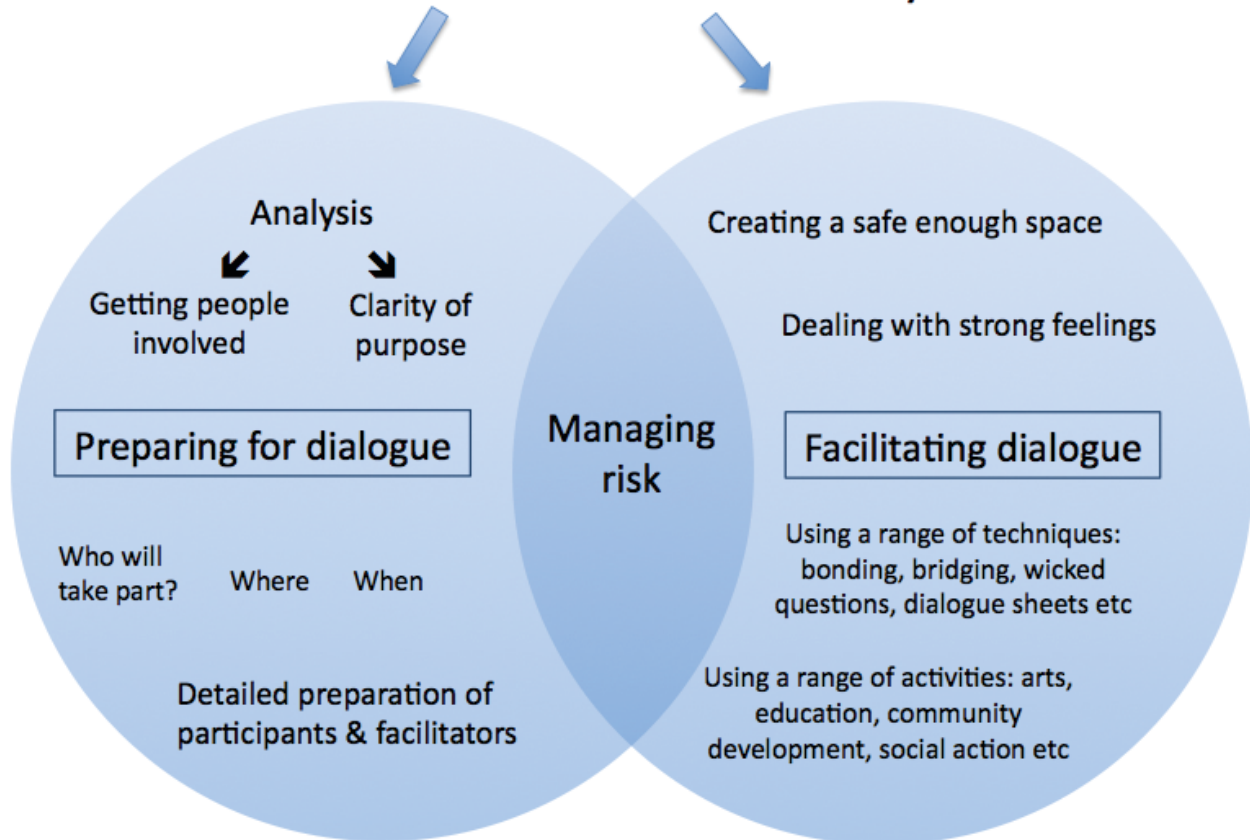 Analysis
Getting people
involved
Clarity of
purpose
Preparing for dialogue
Who will
take part?
Where
When
Detailed preparation of
participants & facilitators
Managing
risk
Creating a safe enough space
Dealing with strong feelings
Facilitating dialogue
Using a range of techniques:
bonding, bridging, wicked
questions, dialogue sheets etc
Using a range of activities: arts,
education, community
development, social action etc